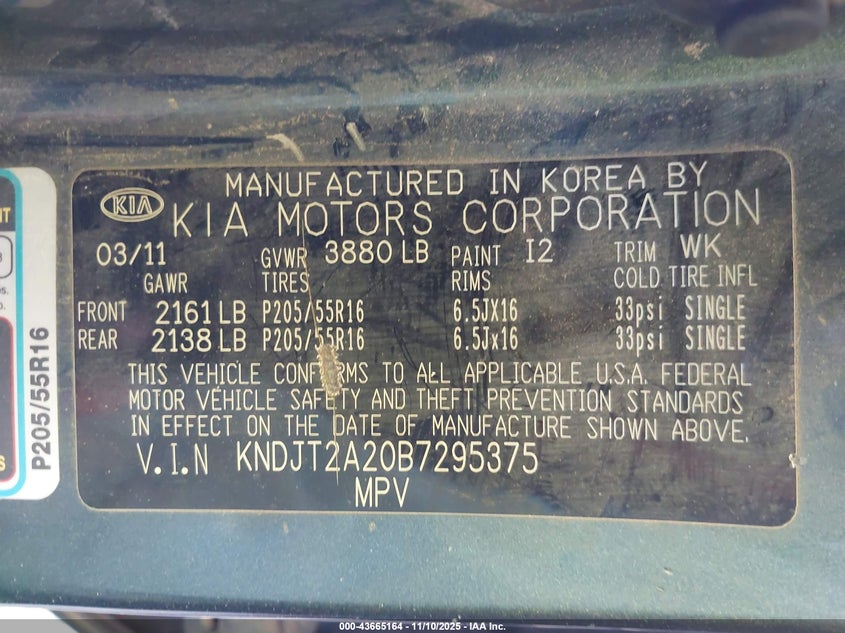 MANUFACTURED IN KOREA BY
KIA KIA MOTORS CORPORATION
03/11 GVWR 3880 LB PAINT I2 TRIM WK
GAWR TIRES RIMS COLD TIRE INFL
FRONT 2161 LB P205/55R16 6.5JX16 33psi SINGLE
REAR 2138 LB P205/55R16 6.5Jx16 33psi SINGLE
THIS VEHICLE CONFORMS TO ALL APPLICABLE U.S.A. FEDERAL
MOTOR VEHICLE SAFETY AND THEFT PREVENTION STANDARDS
IN EFFECT ON THE DATE OF MANUFACTURE SHOWN ABOVE.
V.I.N KNDJT2A20B7295375
MPV
P205/55R16
000-43665164 - 11/10/2025 - IAA Inc.